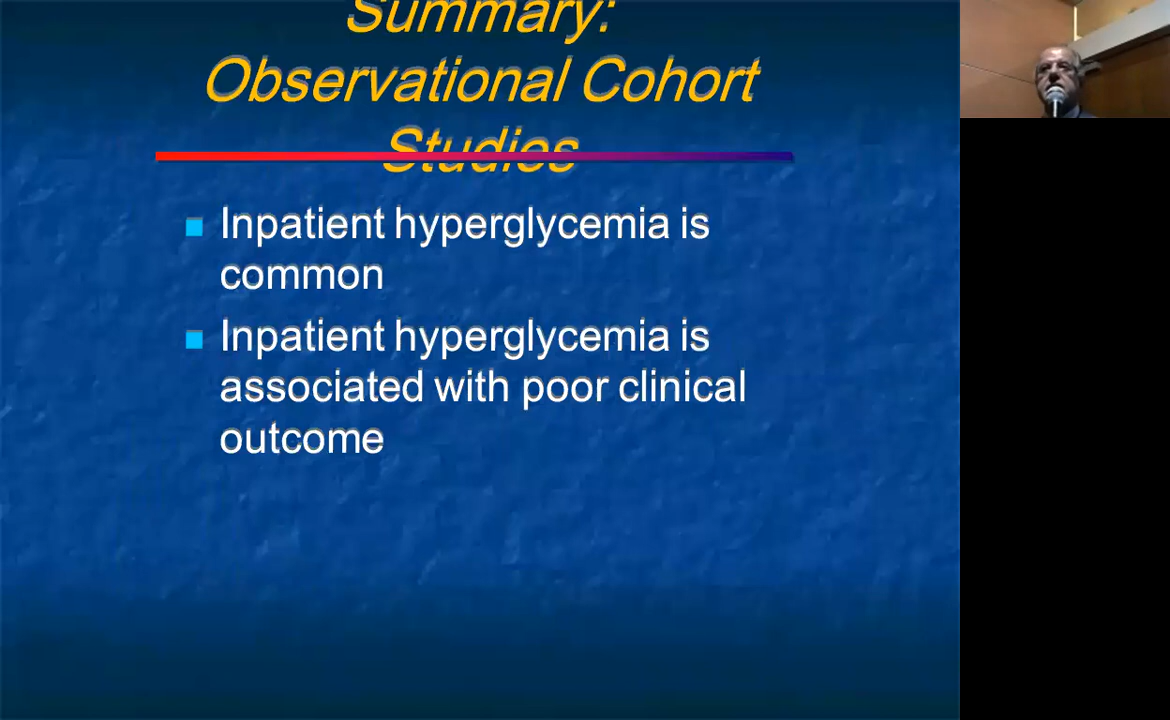 Summary:
Observational Cohort
Studies
Inpatient hyperglycemia is
common
Inpatient hyperglycemia is
associated with poor clinical
outcome